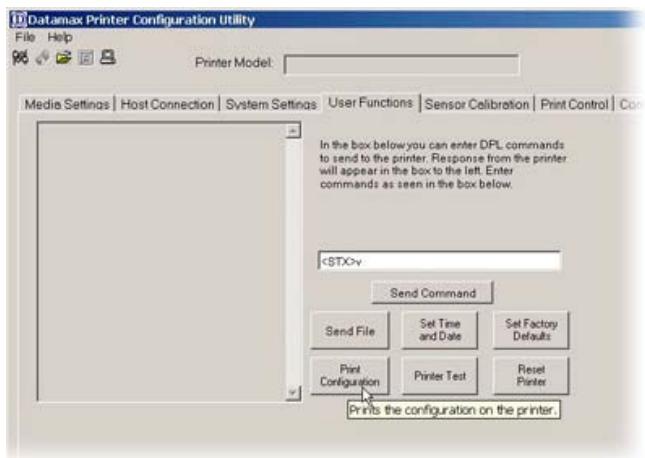 Datamax Printer Configuration Utility
File Help
Printer Model:
Media Settings Host Connection System Settings User Functions Sensor Calibration Print Control
In the box below you can enter DPL commands
to send to the printer. Response from the printer
will appear in the box to the left. Enter
commands as seen in the box
below.
<STX>v
Send Command
Send File
Set Time
and Date
Set Factory
Defaults
Print
Configuration
Printer Test
Reset
Printer
Prints the configuration on the printer.